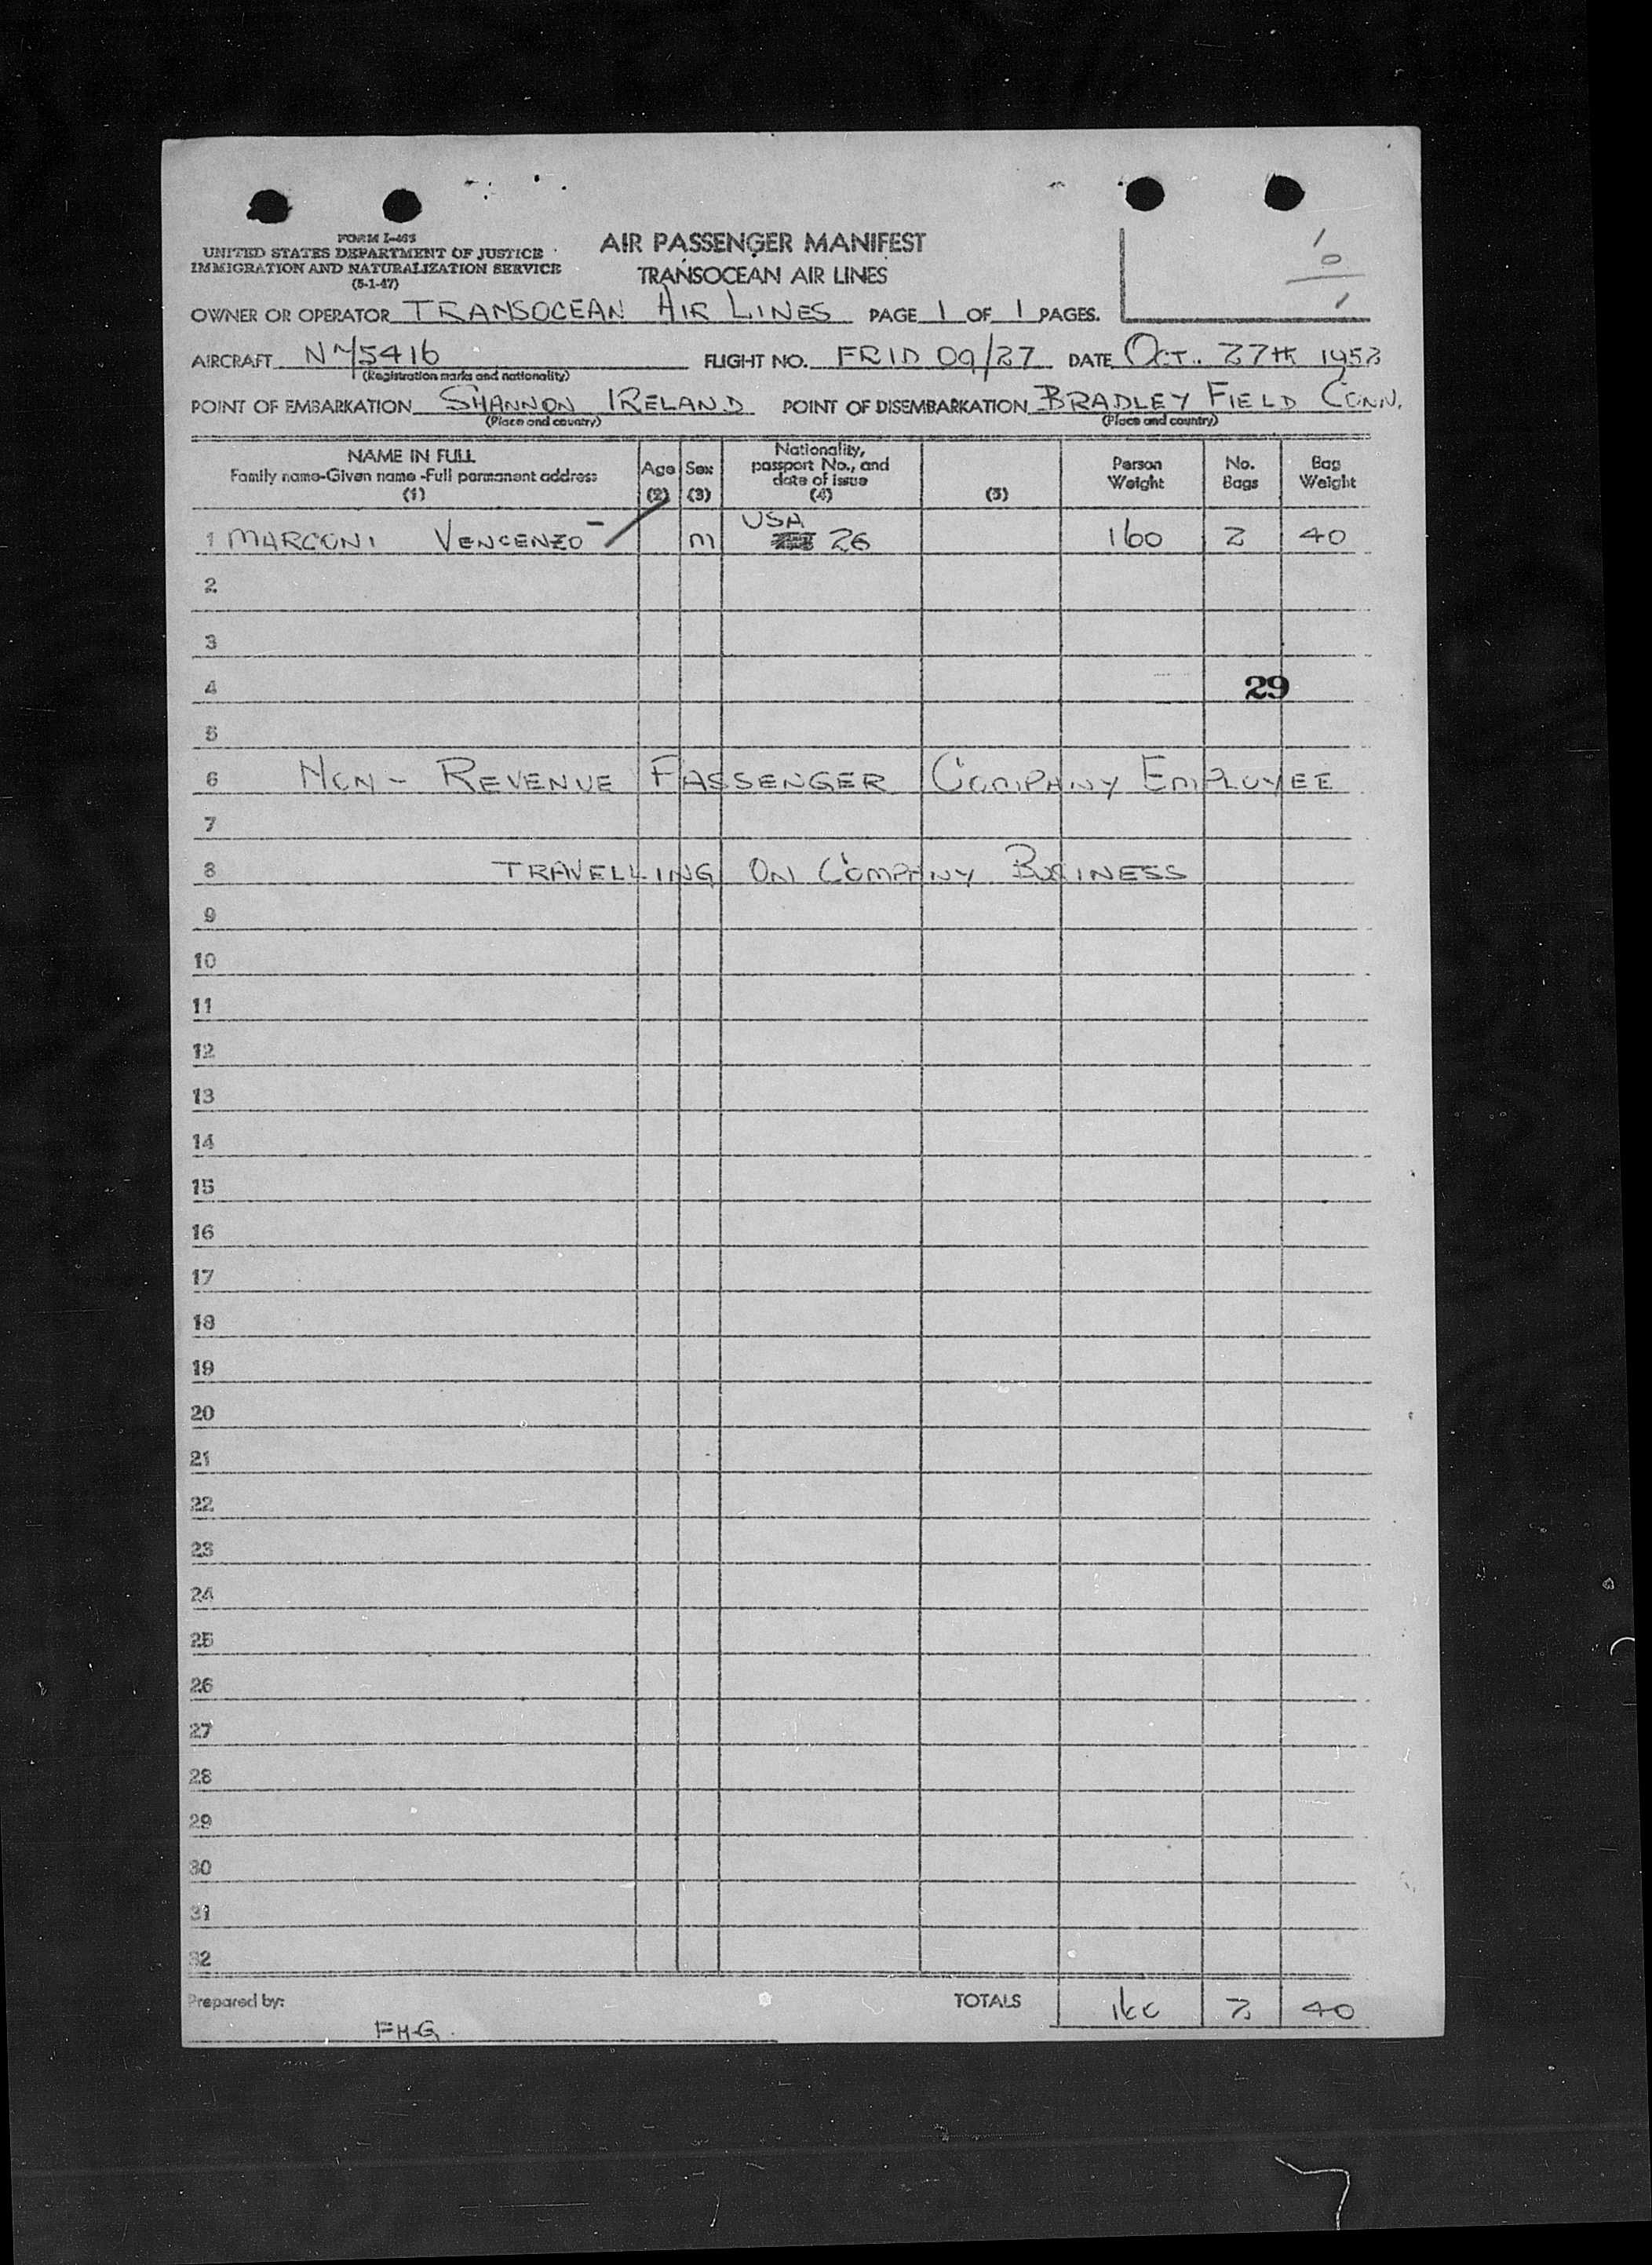 FORM I-466
UNITED STATES DEPARTMENT OF JUSTICE
IMMIGRATION AND NATURALIZATION SERVICE
(5-1-47)
AIR PASSENGER MANIFEST
TRANSOCEAN AIR LINES
1
0
1
OWNER OR OPERATOR TRANSOCEAN AIR LINES PAGE 1 OF 1 PAGES.
AIRCRAFT N75416 FLIGHT NO. FRID 09/27 DATE OCT. 27TH 1952
(Registration marks and nationality)
POINT OF EMBARKATION SHANNON IRELAND POINT OF DISEMBARKATION BRADLEY FIELD CONN.
(Place and country) (Place and country)
NAME IN FULL
Family name-Given name-Full permanent address
(1)
Age
(2)
Sex
(3)
Nationality,
passport No., and
date of issue
(4)
(5)
Person
Weight
No.
Bags
Bag
Weight
1 MARCONI VENCENZO M USA 26 160 2 40
2
3
4 29
5
6 NON - REVENUE PASSENGER COMPANY EMPLOYEE
7
8 TRAVELLING ON COMPANY BUSINESS
9
10
11
12
13
14
15
16
17
18
19
20
21
22
23
24
25
26
27
28
29
30
31
32
Prepared by: TOTALS 160 2 40
FHG.